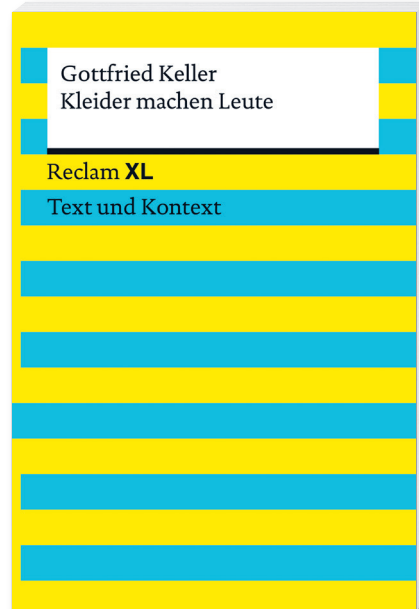 Gottfried Keller
Kleider machen Leute
Reclam XL
Text und Kontext